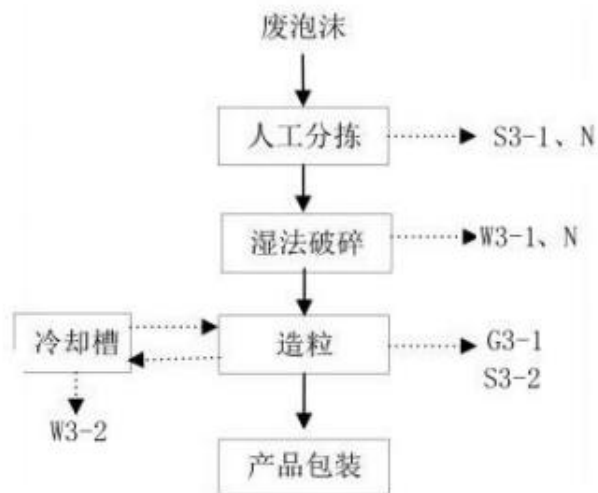 废泡沫
人工分拣
S3-1、N
湿法破碎
W3-1、N
冷却槽
造粒
G3-1
S3-2
W3-2
产品包装